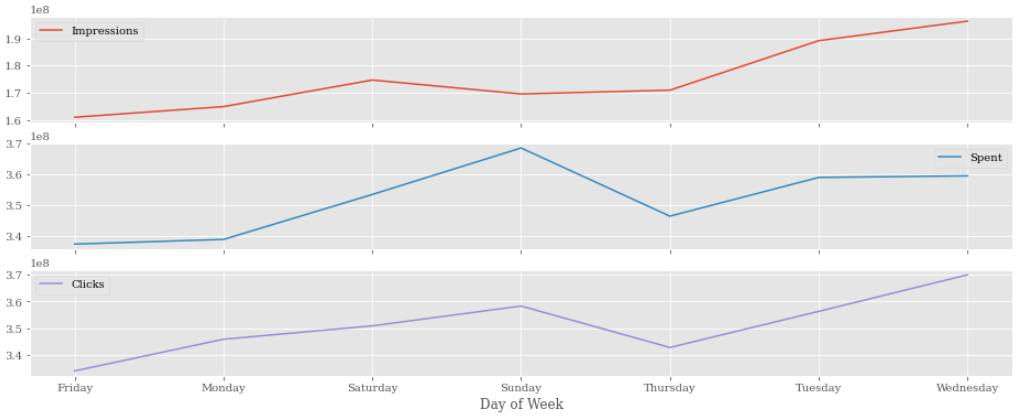 1e8
Impressions
1.9
1.8
1.7
1.6
1e8
3.7
Spent
3.6
3.5
3.4
1e8
3.7
Clicks
3.6
3.5
3.4
Friday Monday Saturday Sunday Thursday Tuesday Wednesday
Day of Week